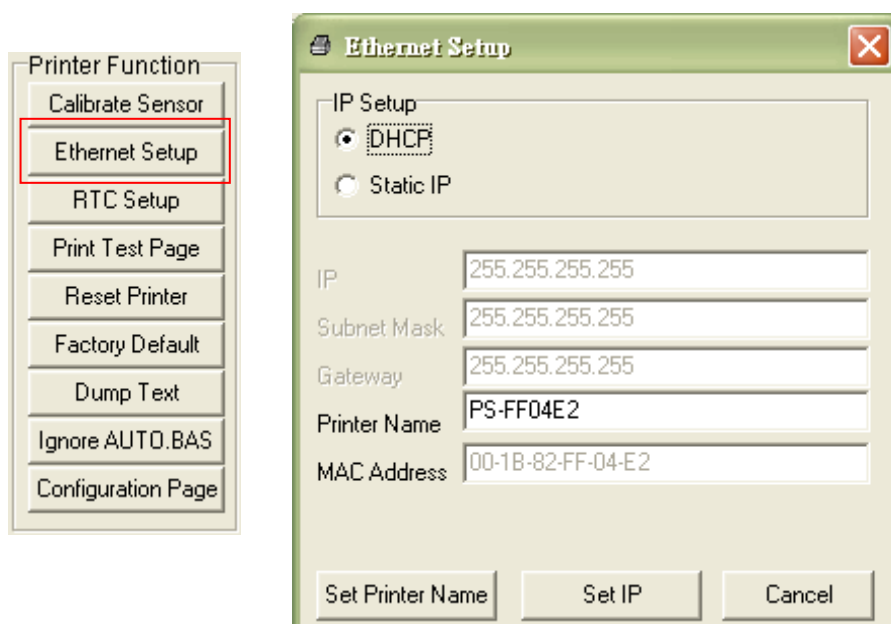 Printer Function
Calibrate Sensor
Ethernet Setup
RTC Setup
Print Test Page
Reset Printer
Factory Default
Dump Text
Ignore AUTO.BAS
Configuration Page
Ethernet Setup
IP Setup
DHCP
Static IP
IP 255.255.255.255
Subnet Mask 255.255.255.255
Gateway 255.255.255.255
Printer Name PS-FF04E2
MAC Address 00-1B-82-FF-04-E2
Set Printer Name Set IP Cancel